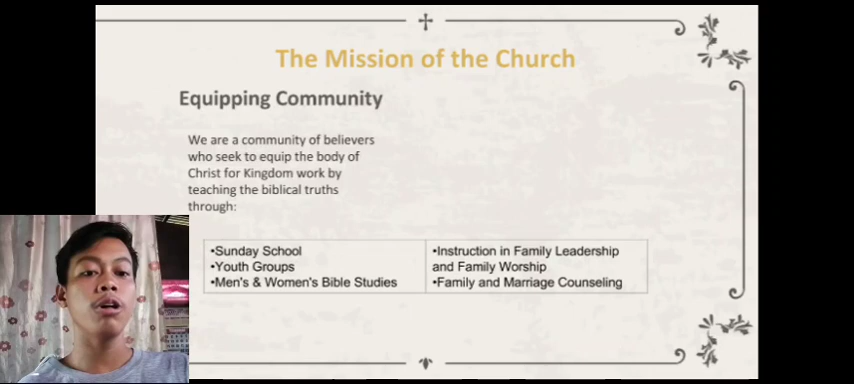 The Mission of the Church
Equipping Community
We are a community of believers
who seek to equip the body of
Christ for Kingdom work by
teaching the biblical truths
through:
•Sunday School
•Youth Groups
•Men's & Women's Bible Studies
•Instruction in Family Leadership
and Family Worship
•Family and Marriage Counseling